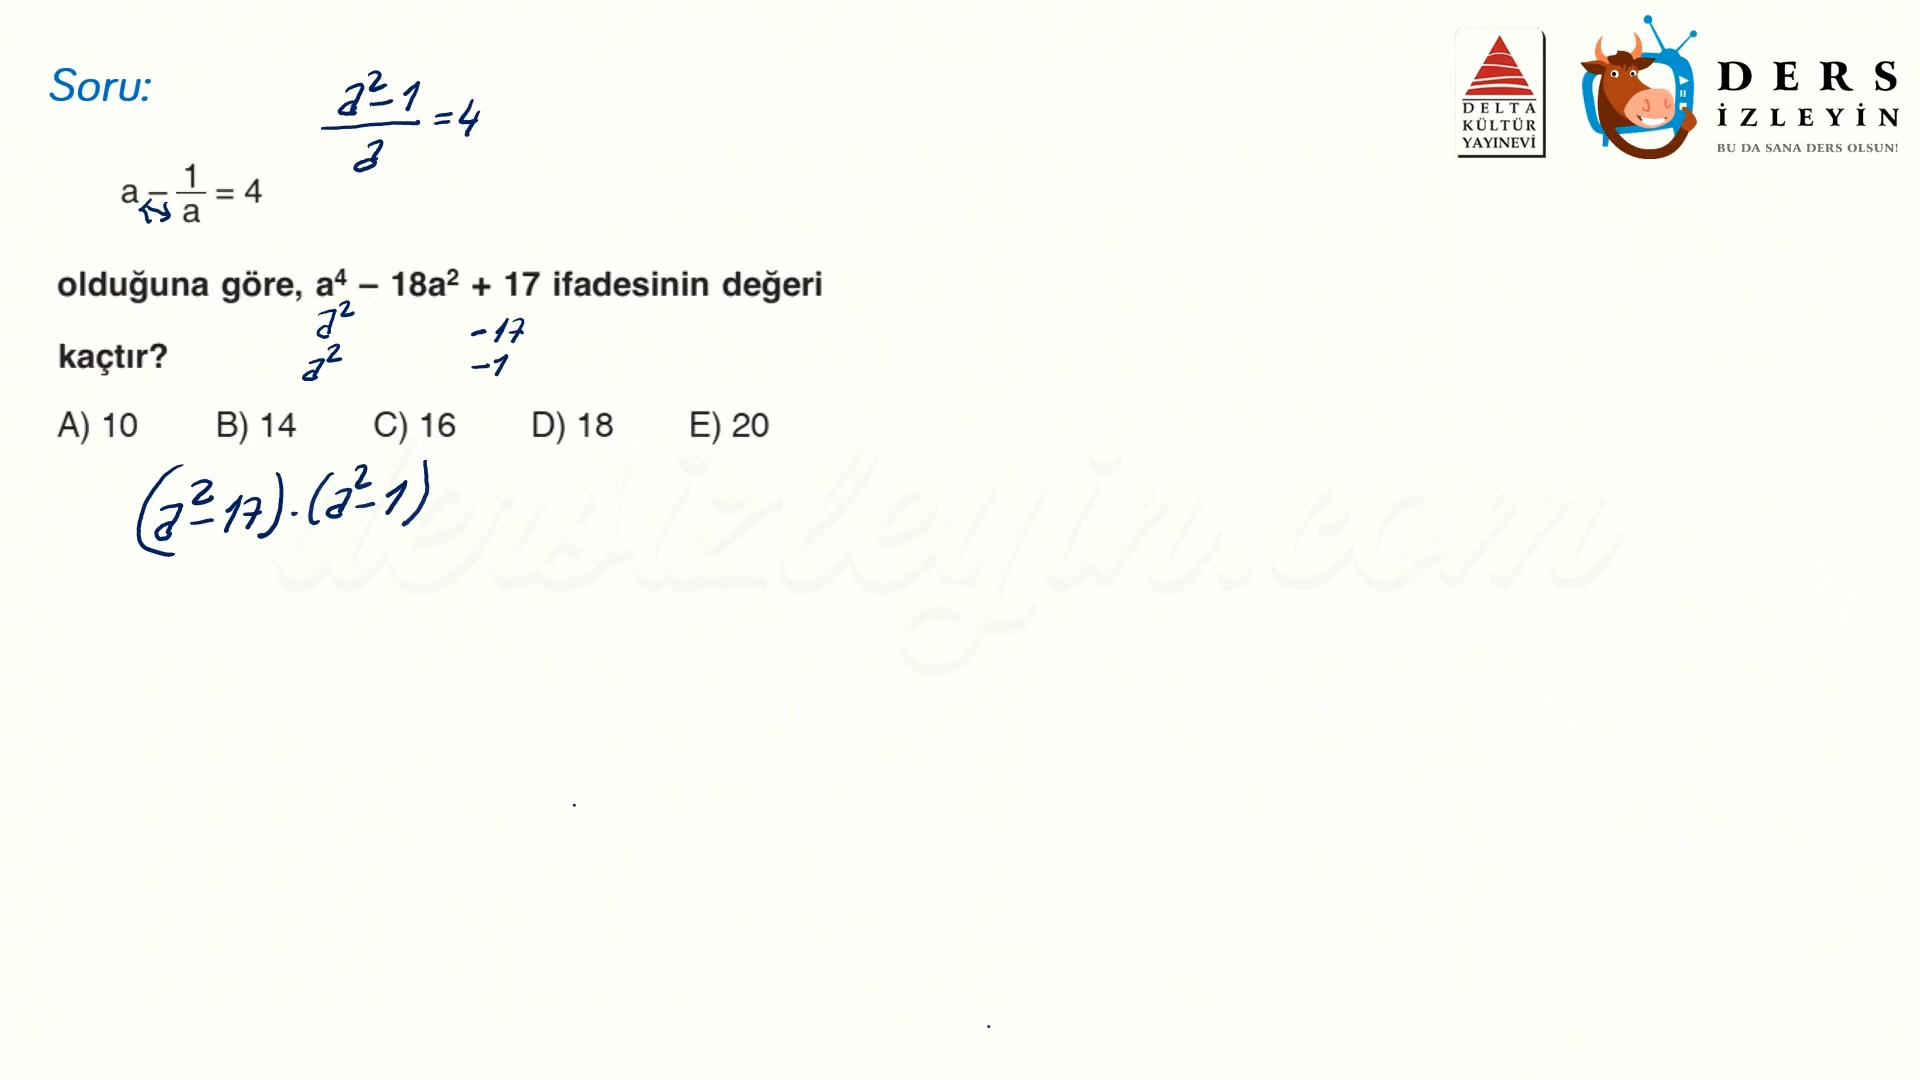 Soru:
a² – 1
a
= 4
a – 1/a = 4
olduğuna göre, a⁴ – 18a² + 17 ifadesinin değeri
a² -17
kaçtır?
a² -1
A) 10 B) 14 C) 16 D) 18 E) 20
(a² – 17) . (a² – 1)
DELTA
KÜLTÜR
YAYINEVİ
DERS
İZLEYİN
BU DA SANA DERS OLSUN!
dersizleyin.com